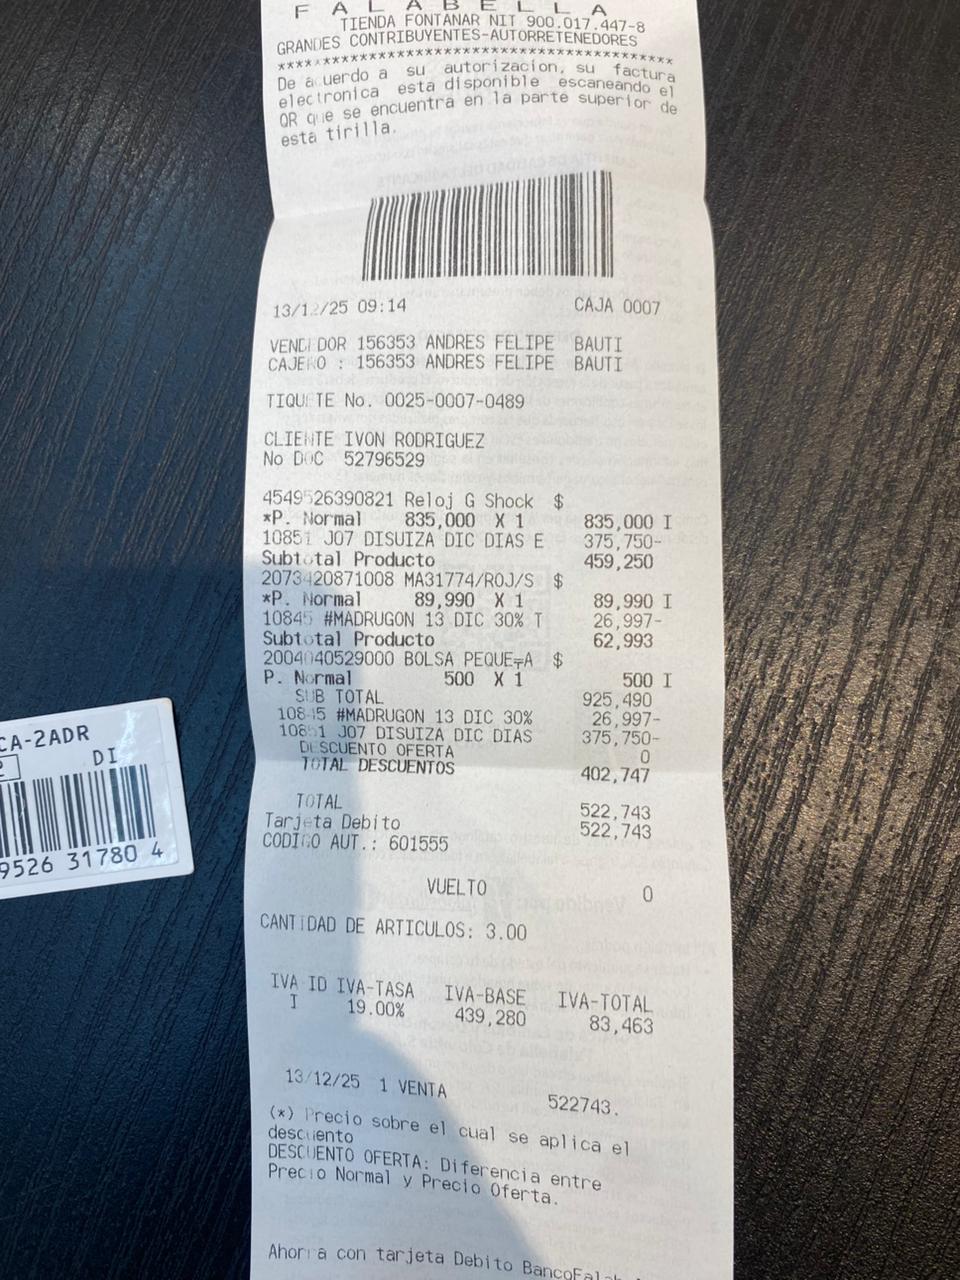 F A L A B E L L A
TIENDA FONTANAR NIT 900.017.447-8
GRANDES CONTRIBUYENTES-AUTORRETENEDORES
****************************************
De acuerdo a su autorizacion, su factura
electronica esta disponible escaneando el
QR que se encuentra en la parte superior de
esta tirilla.
13/12/25 09:14 CAJA 0007
VENDEDOR 156353 ANDRES FELIPE BAUTI
CAJERO : 156353 ANDRES FELIPE BAUTI
TIQUETE No. 0025-0007-0489
CLIENTE IVON RODRIGUEZ
No DOC 52796529
4549526390821 Reloj G Shock $
*P. Normal 835,000 X 1 835,000 I
10851 J07 DISUIZA DIC DIAS E 375,750-
Subtotal Producto 459,250
2073420871008 MA31774/ROJ/S $
*P. Normal 89,990 X 1 89,990 I
10845 #MADRUGON 13 DIC 30% T 26,997-
Subtotal Producto 62,993
2004040529000 BOLSA PEQUE┬A $
P. Normal 500 X 1 500 I
SUB TOTAL 925,490
10845 #MADRUGON 13 DIC 30% 26,997-
10851 J07 DISUIZA DIC DIAS 375,750-
DESCUENTO OFERTA 0
TOTAL DESCUENTOS 402,747
TOTAL 522,743
Tarjeta Debito 522,743
CODIGO AUT.: 601555
VUELTO 0
CANTIDAD DE ARTICULOS: 3.00
IVA ID IVA-TASA IVA-BASE IVA-TOTAL
I 19.00% 439,280 83,463
13/12/25 1 VENTA 522743.
(*) Precio sobre el cual se aplica el
descuento
DESCUENTO OFERTA: Diferencia entre
Precio Normal y Precio Oferta.
Ahorra con tarjeta Debito
CA-2ADR
DI
9526 31780 4